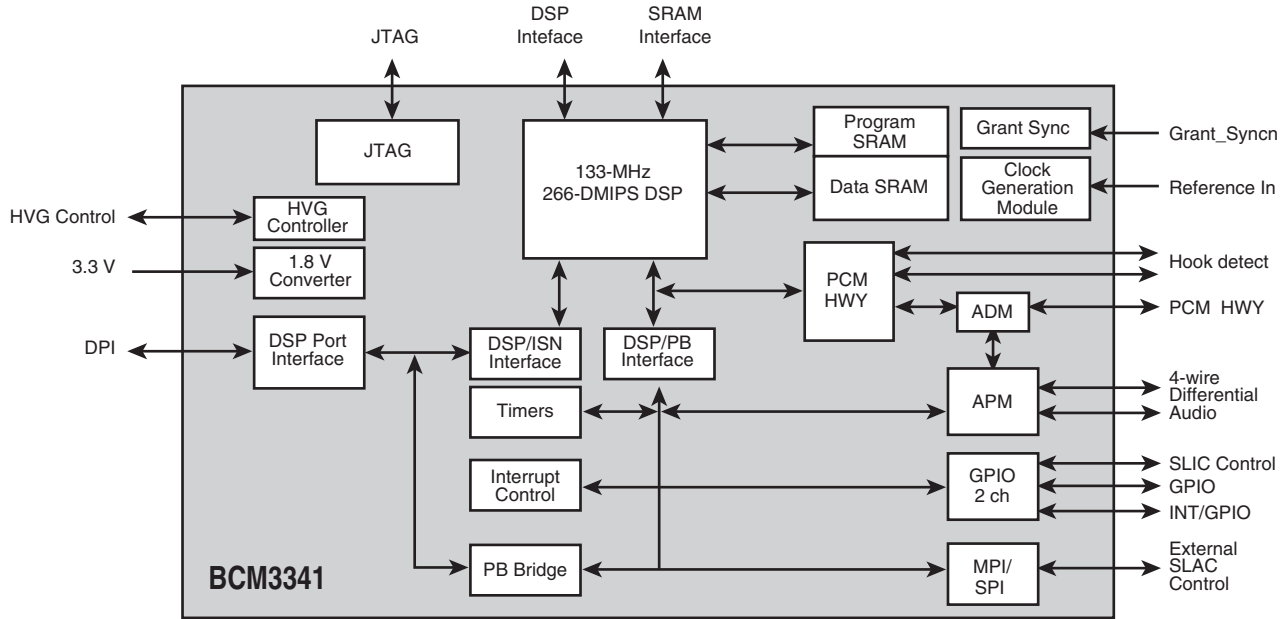 JTAG
DSP
Inteface
SRAM
Interface
JTAG
133-MHz
266-DMIPS DSP
Program
SRAM
Data SRAM
Grant Sync
Grant_Syncn
Clock
Generation
Module
Reference In
HVG Control
HVG
Controller
3.3 V
1.8 V
Converter
PCM
HWY
Hook detect
ADM
PCM HWY
DPI
DSP Port
Interface
DSP/ISN
Interface
DSP/PB
Interface
Timers
APM
4-wire
Differential
Audio
Interrupt
Control
GPIO
2 ch
SLIC Control
GPIO
INT/GPIO
BCM3341
PB Bridge
MPI/
SPI
External
SLAC
Control